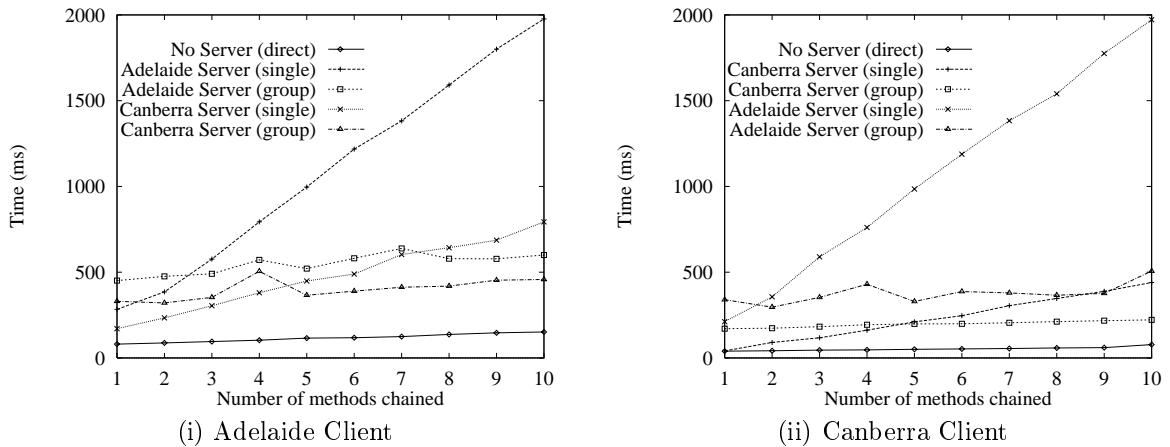 2000
1500
1000
500
0
Time (ms)
No Server (direct)
Adelaide Server (single)
Adelaide Server (group)
Canberra Server (single)
Canberra Server (group)
1 2 3 4 5 6 7 8 9 10
Number of methods chained
(i) Adelaide Client
2000
1500
1000
500
0
Time (ms)
No Server (direct)
Canberra Server (single)
Canberra Server (group)
Adelaide Server (single)
Adelaide Server (group)
1 2 3 4 5 6 7 8 9 10
Number of methods chained
(ii) Canberra Client